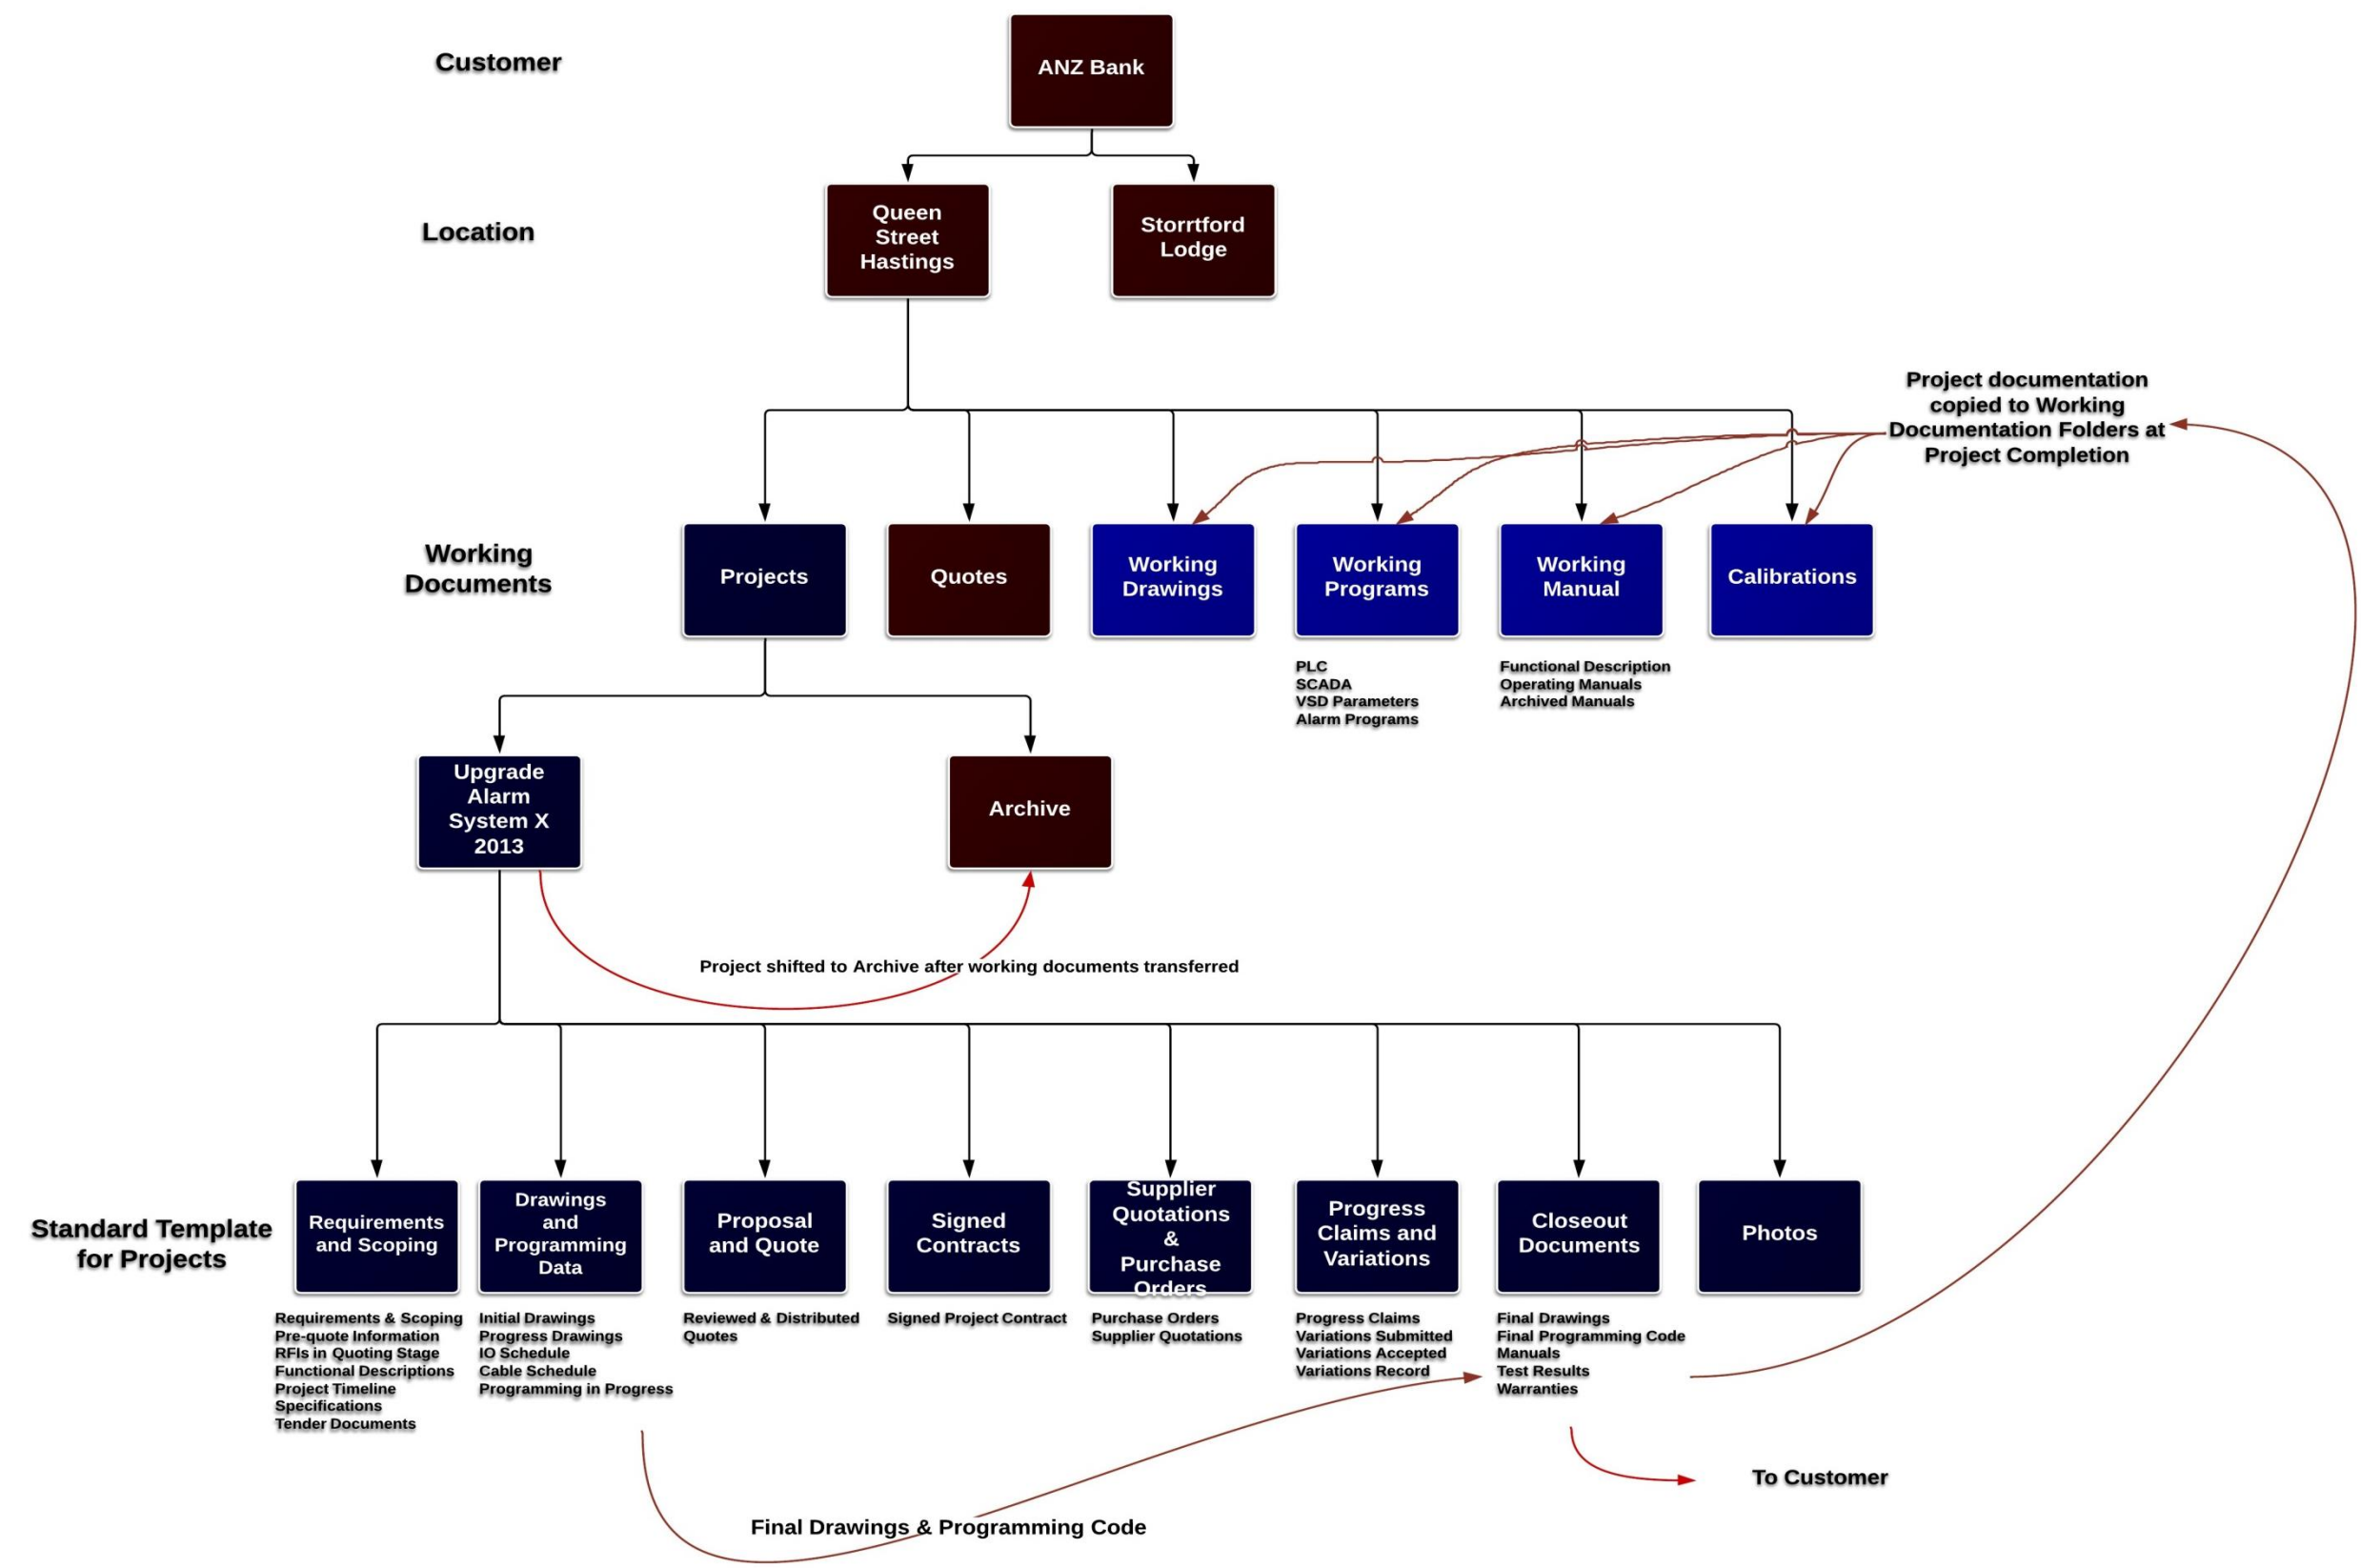 Customer
ANZ Bank
Location
Queen
Street
Hastings
Storrtford
Lodge
Project documentation
copied to Working
Documentation Folders at
Project Completion
Working
Documents
Projects
Quotes
Working
Drawings
Working
Programs
Working
Manual
Calibrations
PLC
SCADA
VSD Parameters
Alarm Programs
Functional Description
Operating Manuals
Archived Manuals
Upgrade
Alarm
System X
2013
Archive
Project shifted to Archive after working documents transferred
Standard Template
for Projects
Requirements
and Scoping
Drawings
and
Programming
Data
Proposal
and Quote
Signed
Contracts
Supplier
Quotations
&
Purchase
Orders
Progress
Claims and
Variations
Closeout
Documents
Photos
Requirements & Scoping
Pre-quote Information
RFIs in Quoting Stage
Functional Descriptions
Project Timeline
Specifications
Tender Documents
Initial Drawings
Progress Drawings
IO Schedule
Cable Schedule
Programming in Progress
Reviewed & Distributed
Quotes
Signed Project Contract
Purchase Orders
Supplier Quotations
Progress Claims
Variations Submitted
Variations Accepted
Variations Record
Final Drawings
Final Programming Code
Manuals
Test Results
Warranties
To Customer
Final Drawings & Programming Code